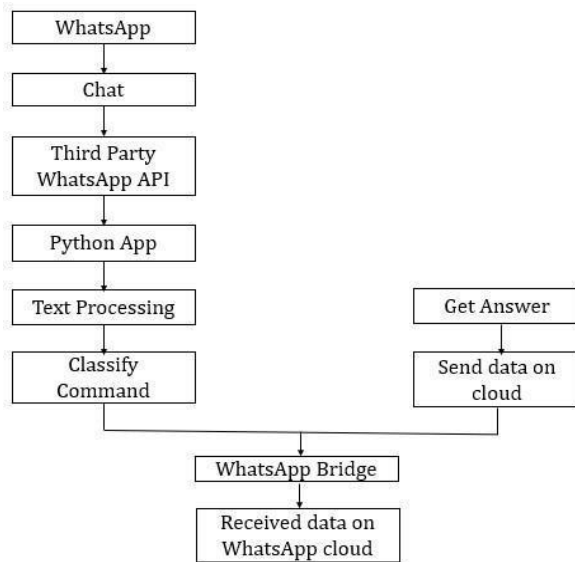 WhatsApp
Chat
Third Party
WhatsApp API
Python App
Text Processing
Classify
Command
Get Answer
Send data on
cloud
WhatsApp Bridge
Received data on
WhatsApp cloud